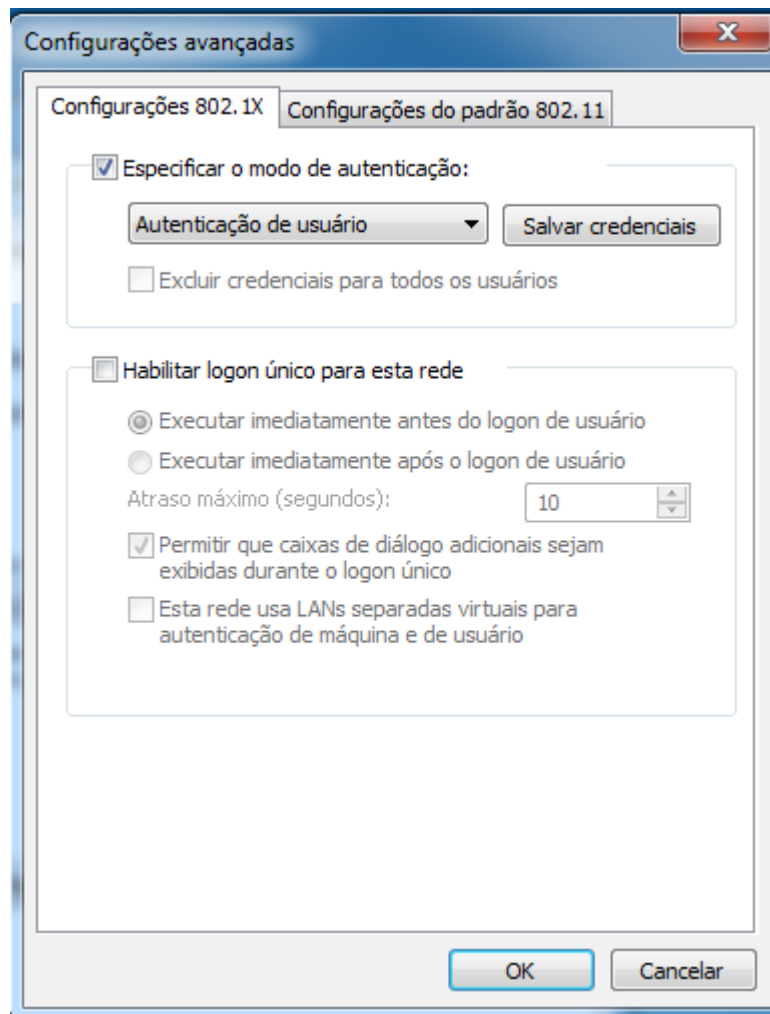 Configurações avançadas
Configurações 802.1X
Configurações do padrão 802.11
Especificar o modo de autenticação:
Autenticação de usuário
Salvar credenciais
Excluir credenciais para todos os usuários
Habilitar logon único para esta rede
Executar imediatamente antes do logon de usuário
Executar imediatamente após o logon de usuário
Atraso máximo (segundos):
10
Permitir que caixas de diálogo adicionais sejam
exibidas durante o logon único
Esta rede usa LANs separadas virtuais para
autenticação de máquina e de usuário
OK
Cancelar